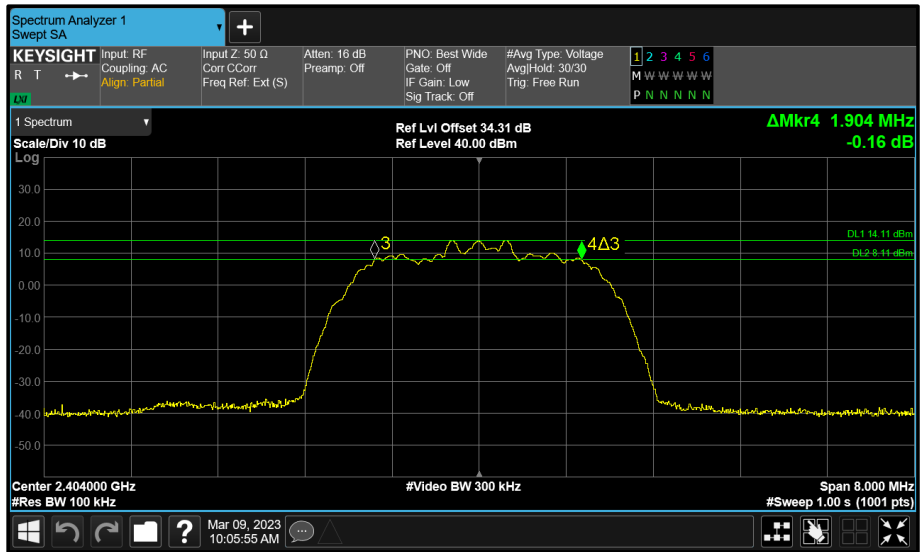 Spectrum Analyzer 1
Swept SA
▼
+
KEYSIGHT
R T
LXI
Input: RF
Coupling: AC
Align: Partial
Input Z: 50 Ω
Corr CCorr
Freq Ref: Ext (S)
Atten: 16 dB
Preamp: Off
PNO: Best Wide
Gate: Off
IF Gain: Low
Sig Track: Off
#Avg Type: Voltage
Avg|Hold: 30/30
Trig: Free Run
1 2 3 4 5 6
M W W W W W
P N N N N N
1 Spectrum ▼
Scale/Div 10 dB
Ref Lvl Offset 34.31 dB
Ref Level 40.00 dBm
ΔMkr4 1.904 MHz
-0.16 dB
Log
30.0
20.0
10.0
0.00
-10.0
-20.0
-30.0
-40.0
-50.0
3
4Δ3
DL1 14.11 dBm
DL2 8.11 dBm
Center 2.404000 GHz
#Res BW 100 kHz
#Video BW 300 kHz
Span 8.000 MHz
#Sweep 1.00 s (1001 pts)
?
Mar 09, 2023
10:05:55 AM